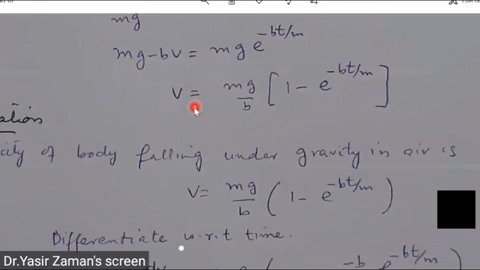 mg
mg-bv = mg e^{-bt/m}
v = mg/b [1 - e^{-bt/m}]
city of body falling under gravity in air is
v = mg/b (1 - e^{-bt/m})
Differentiate w.r.t time.
Dr.Yasir Zaman's screen